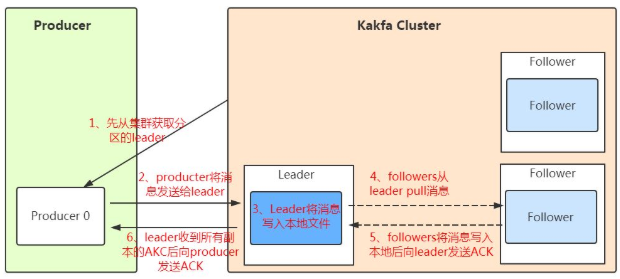 Producer
Kakfa Cluster
Follower
Follower
1、先从集群获取分
区的leader
2、producter将消
息发送给leader
Leader
4、followers从
leader pull消息
Follower
Producer 0
3、Leader将消息
写入本地文件
Follower
6、leader收到所有副
本的AKC后向producer
发送ACK
5、followers将消息写入
本地后向leader发送ACK